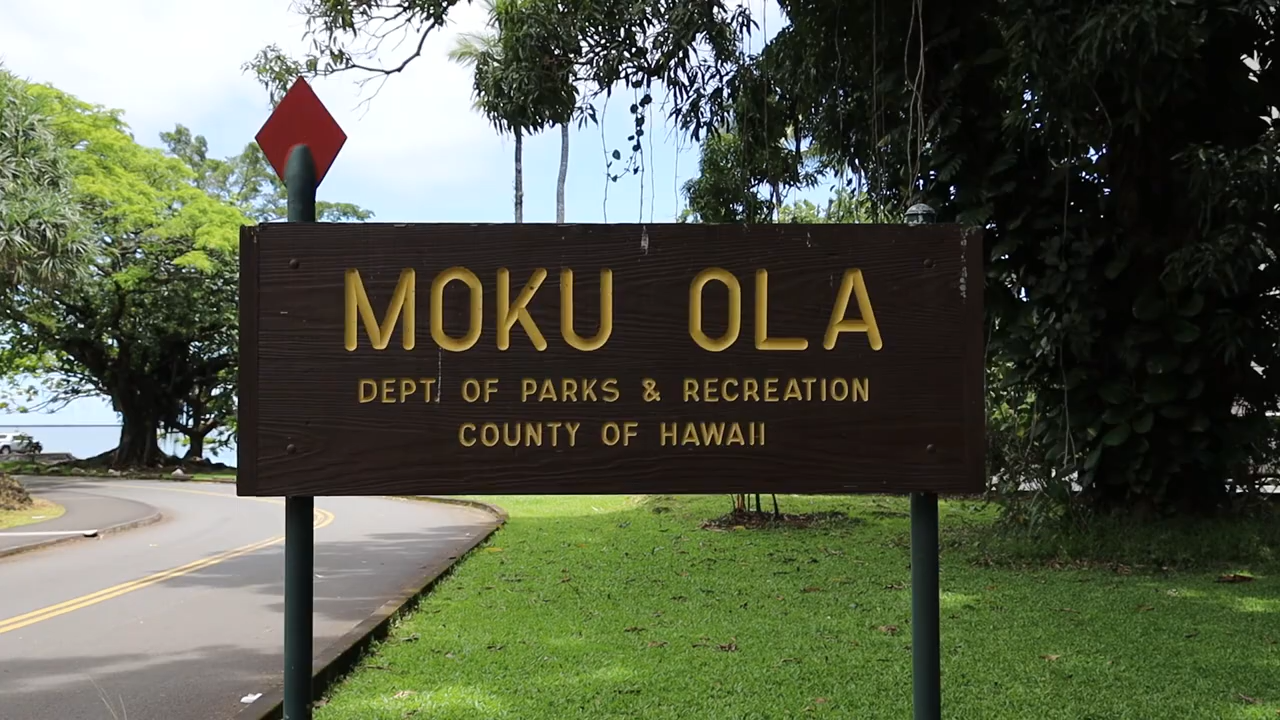 MOKU OLA
DEPT. OF PARKS & RECREATION
COUNTY OF HAWAII